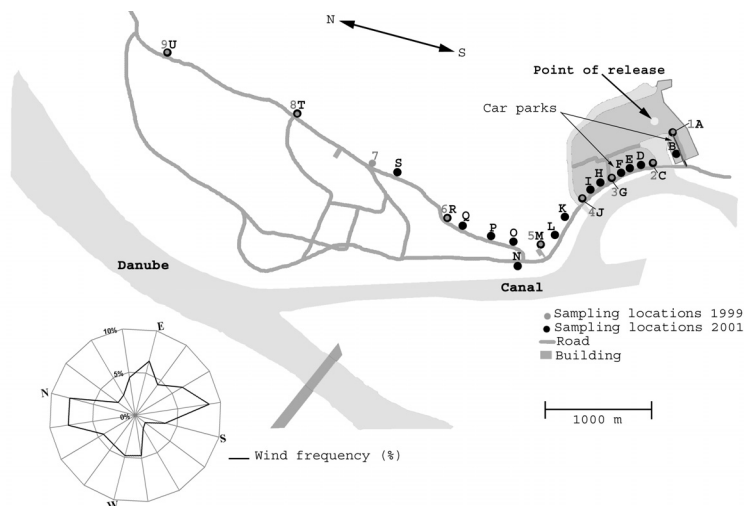 N
S
Point of release
Car parks
9U
8T
7
S
6R
Q
P
O
N
5M
L
K
4J
I
H
3G
F
E
D
2C
B
1A
Danube
Canal
Sampling locations 1999
Sampling locations 2001
Road
Building
1000 m
E
10%
5%
0%
N
S
W
Wind frequency (%)